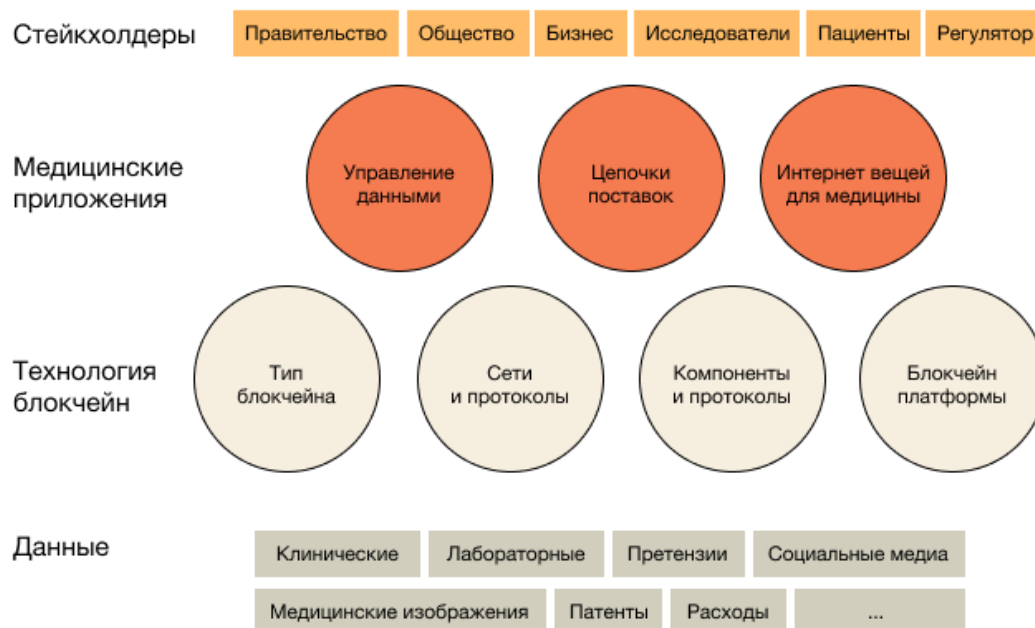 Стейкхолдеры
Правительство
Общество
Бизнес
Исследователи
Пациенты
Регулятор
Медицинские
приложения
Управление
данными
Цепочки
поставок
Интернет вещей
для медицины
Технология
блокчейн
Тип
блокчейна
Сети
и протоколы
Компоненты
и протоколы
Блокчейн
платформы
Данные
Клинические
Лабораторные
Претензии
Социальные медиа
Медицинские изображения
Патенты
Расходы
...